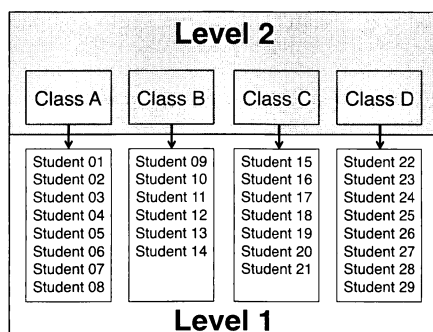 Level 2
Class A
Class B
Class C
Class D
Student 01
Student 02
Student 03
Student 04
Student 05
Student 06
Student 07
Student 08
Student 09
Student 10
Student 11
Student 12
Student 13
Student 14
Student 15
Student 16
Student 17
Student 18
Student 19
Student 20
Student 21
Student 22
Student 23
Student 24
Student 25
Student 26
Student 27
Student 28
Student 29
Level 1